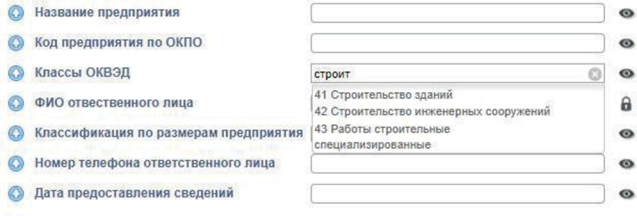 Название предприятия
Код предприятия по ОКПО
Классы ОКВЭД
строит
41 Строительство зданий
42 Строительство инженерных сооружений
ФИО отвественного лица
43 Работы строительные
специализированные
Классификация по размерам предприятия
Номер телефона ответственного лица
Дата предоставления сведений